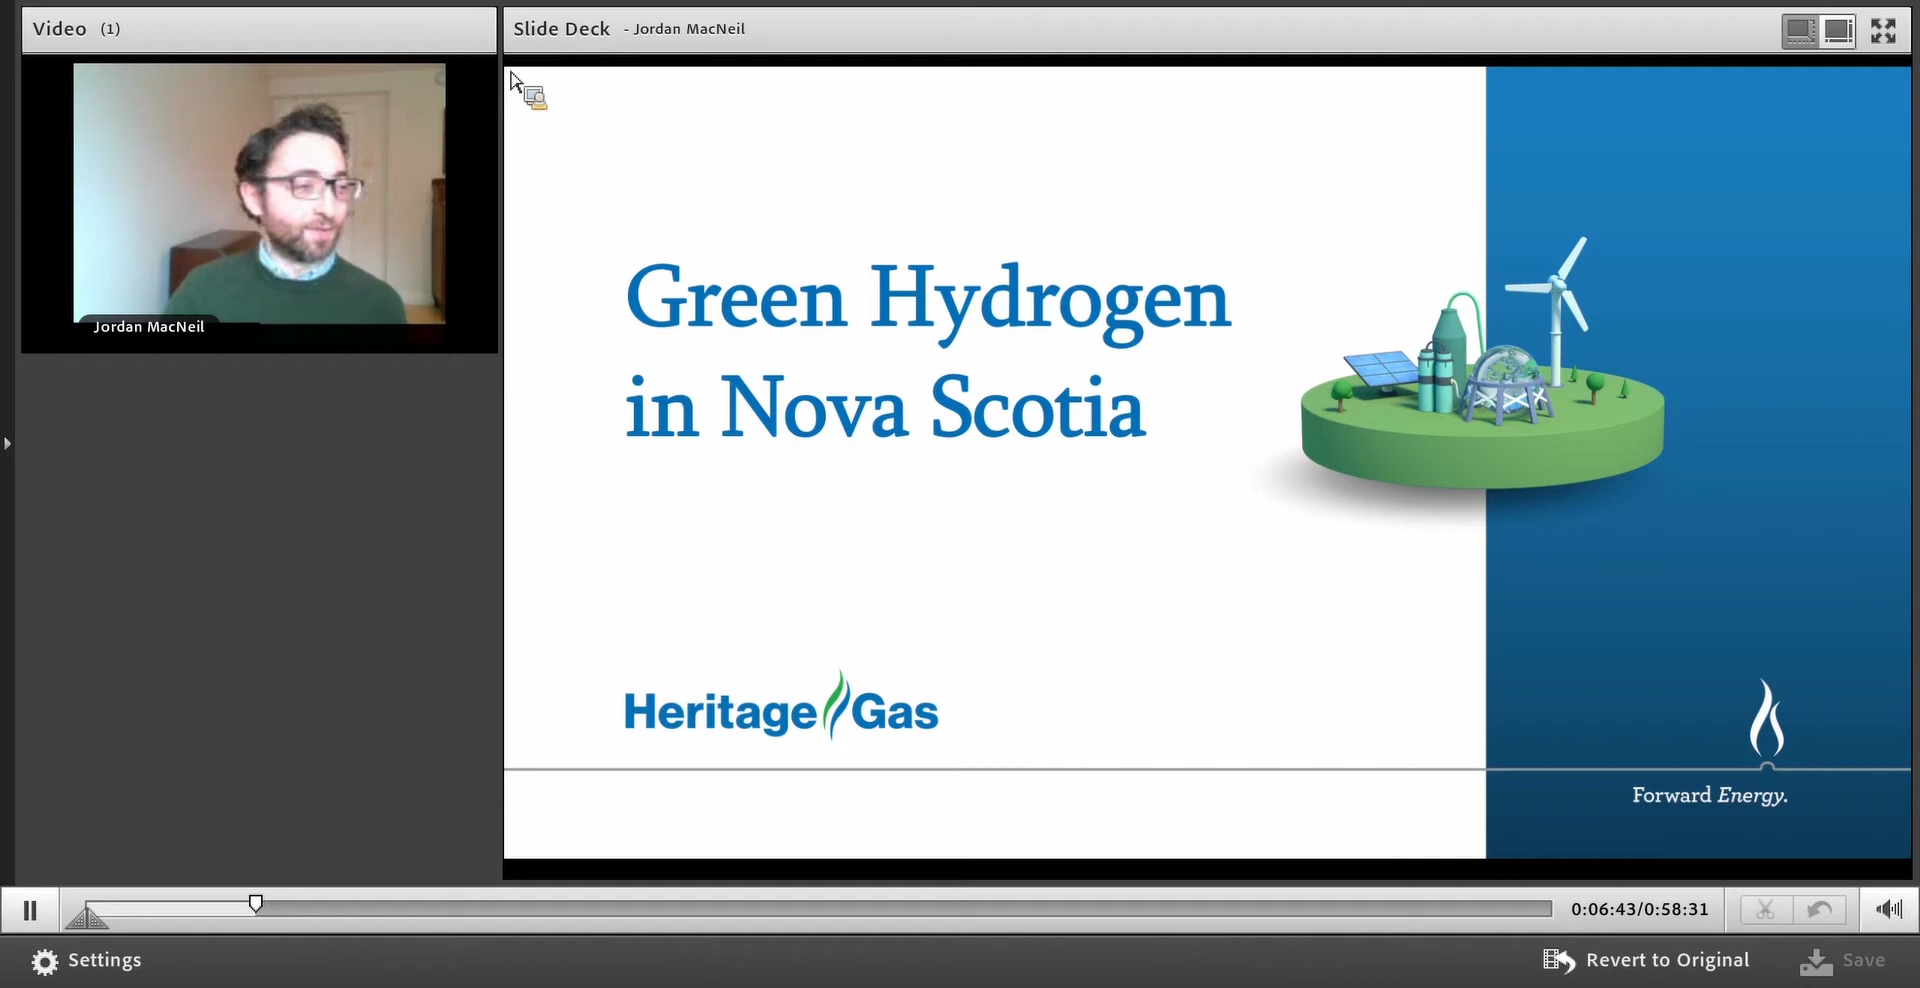 Video (1)
Slide Deck - Jordan MacNeil
Jordan MacNeil
Green Hydrogen
in Nova Scotia
Heritage Gas
Forward Energy.
0:06:43/0:58:31
Settings
Revert to Original
Save